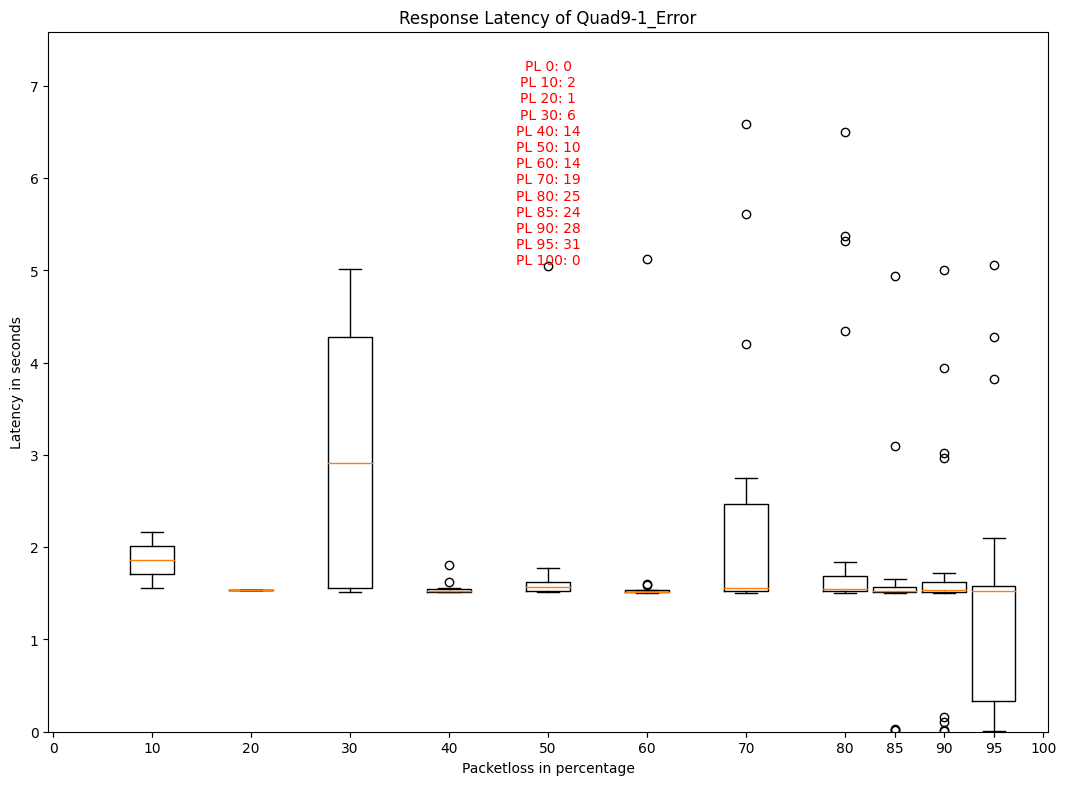 Response Latency of Quad9-1_Error
PL 0: 0
PL 10: 2
PL 20: 1
PL 30: 6
PL 40: 14
PL 50: 10
PL 60: 14
PL 70: 19
PL 80: 25
PL 85: 24
PL 90: 28
PL 95: 31
PL 100: 0
7
6
5
4
3
2
1
0
Latency in seconds
0 10 20 30 40 50 60 70 80 85 90 95 100
Packetloss in percentage